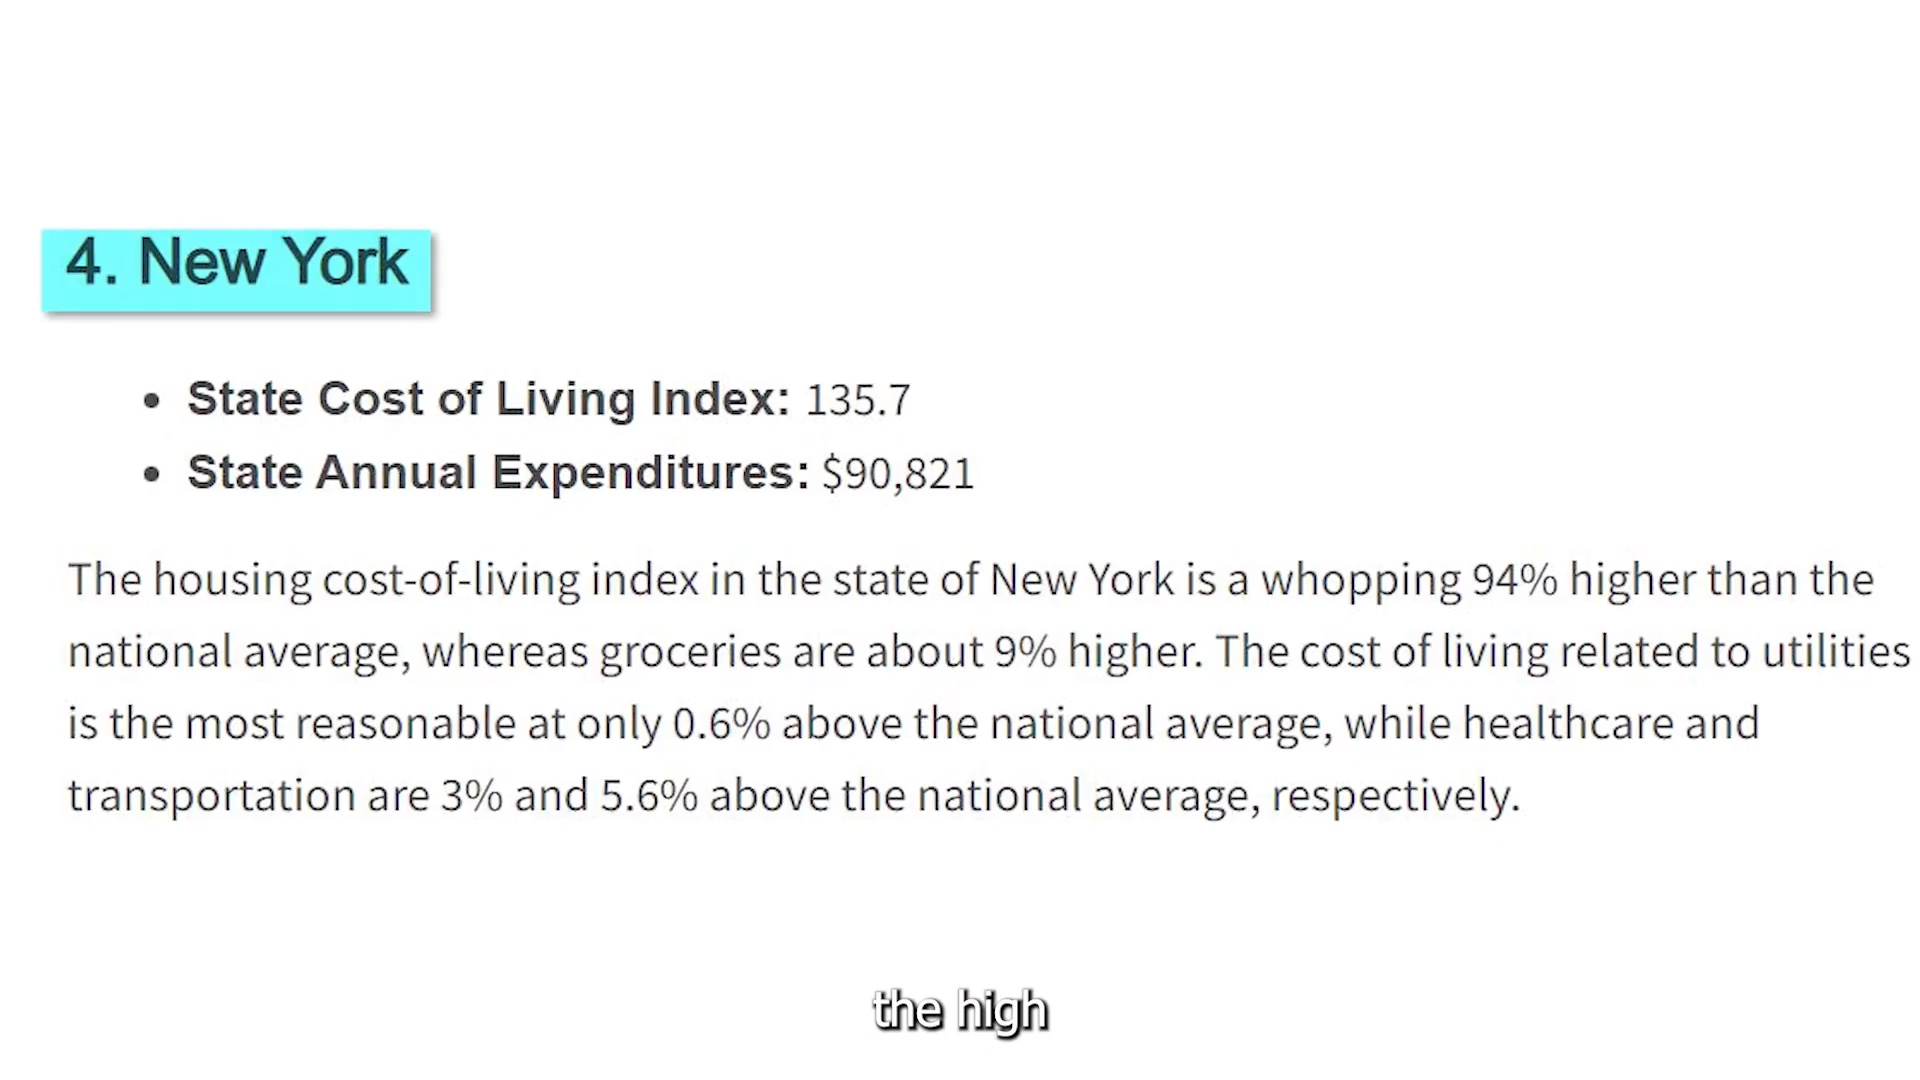 4. New York
• State Cost of Living Index: 135.7
• State Annual Expenditures: $90,821
The housing cost-of-living index in the state of New York is a whopping 94% higher than the
national average, whereas groceries are about 9% higher. The cost of living related to utilities
is the most reasonable at only 0.6% above the national average, while healthcare and
transportation are 3% and 5.6% above the national average, respectively.
the high